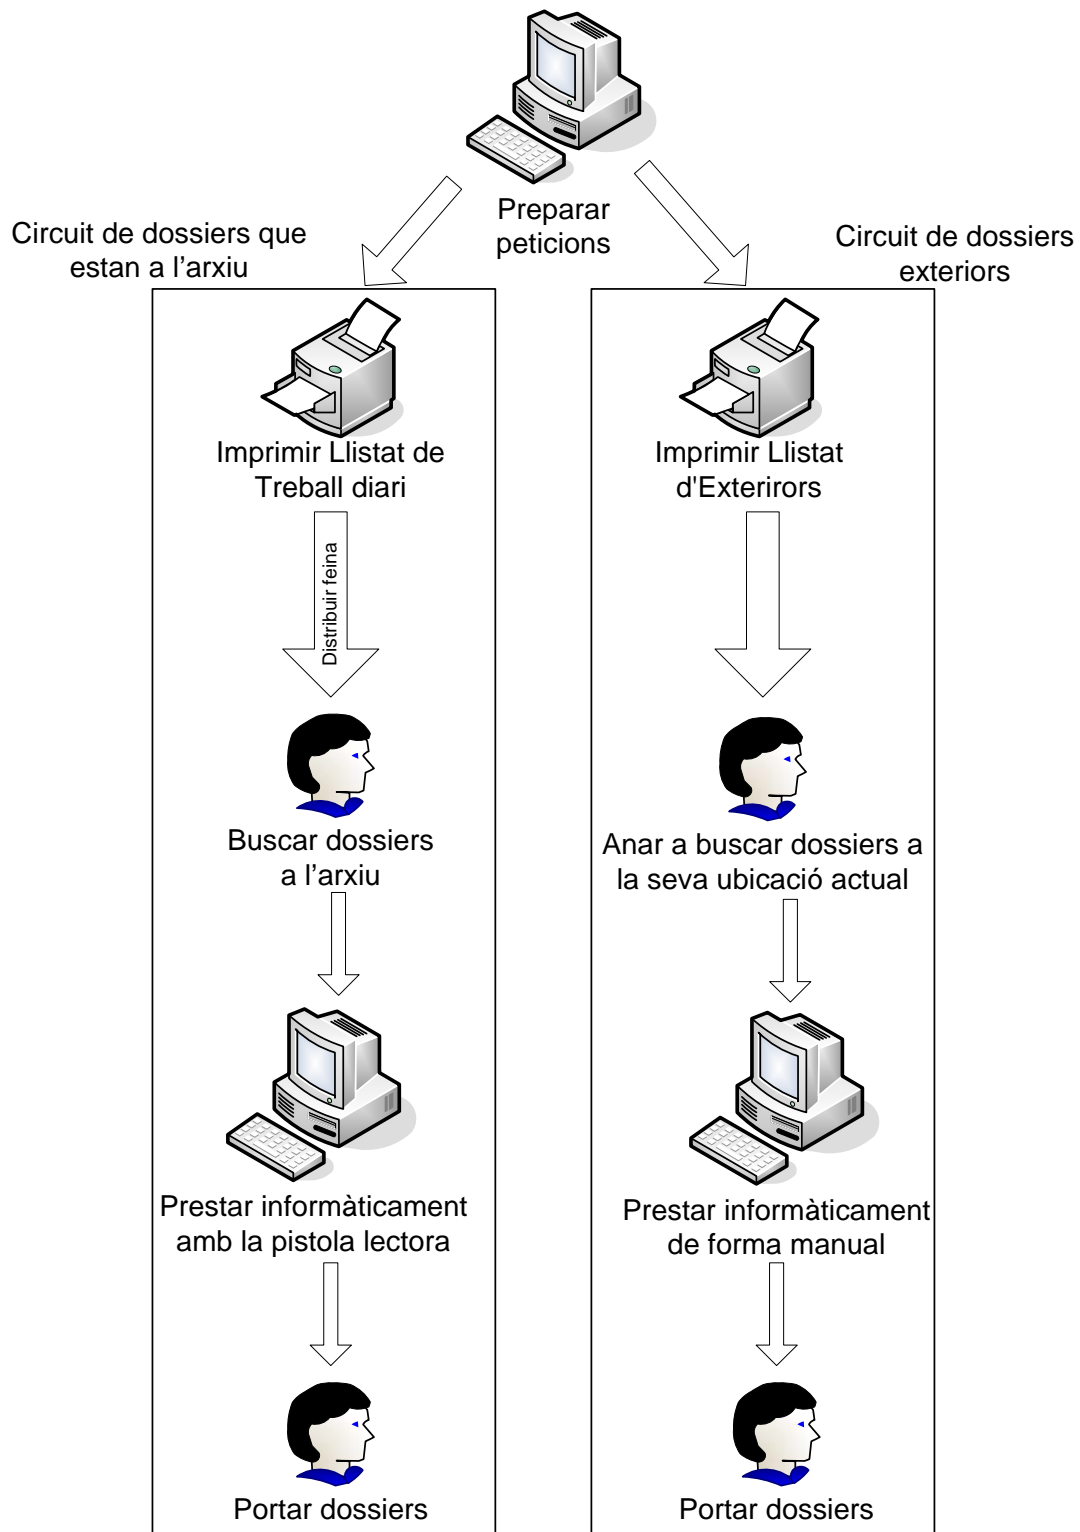 Preparar
peticions
Circuit de dossiers que
estan a l’arxiu
Imprimir Llistat de
Treball diari
Distribuir feina
Buscar dossiers
a l’arxiu
Prestar informàticament
amb la pistola lectora
Portar dossiers
Circuit de dossiers
exteriors
Imprimir Llistat
d'Exterirors
Anar a buscar dossiers a
la seva ubicació actual
Prestar informàticament
de forma manual
Portar dossiers